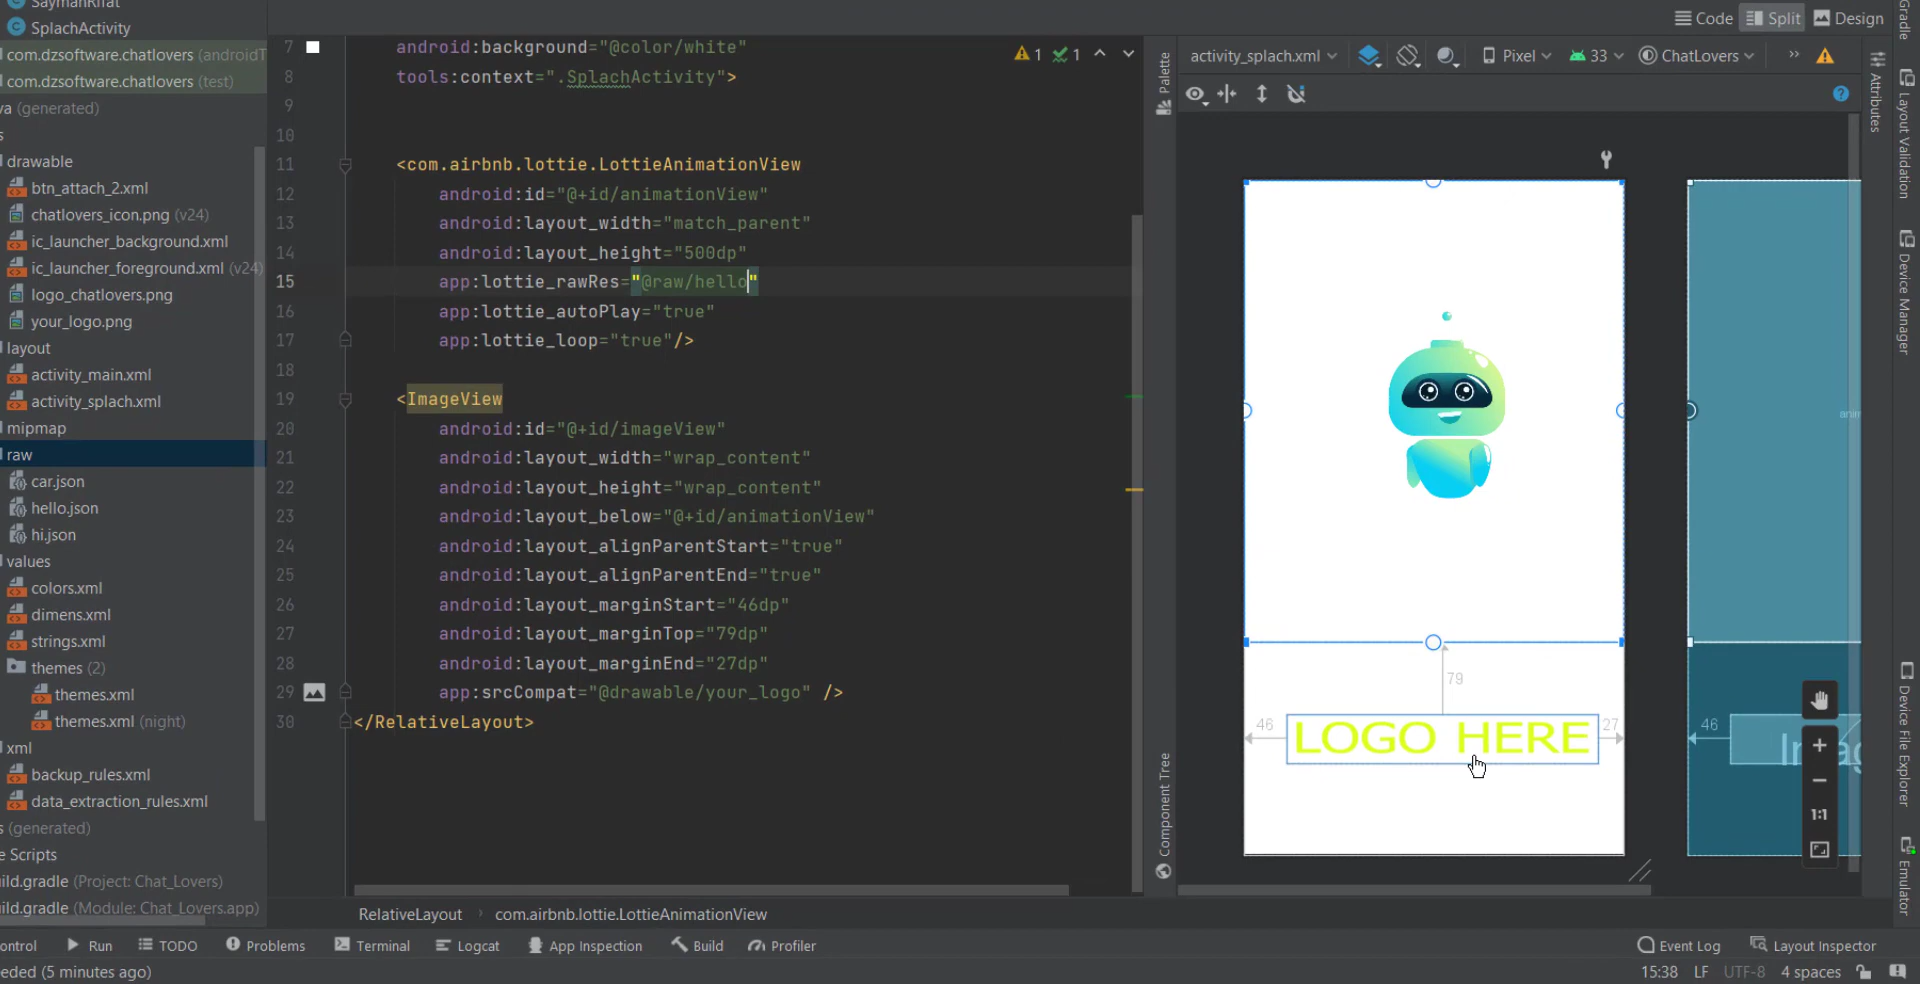 SaymanRifat
SplachActivity
com.dzsoftware.chatlovers (androidT
com.dzsoftware.chatlovers (test)
va (generated)
s
drawable
btn_attach_2.xml
chatlovers_icon.png (v24)
ic_launcher_background.xml
ic_launcher_foreground.xml (v24)
logo_chatlovers.png
your_logo.png
layout
activity_main.xml
activity_splach.xml
mipmap
raw
car.json
hello.json
hi.json
values
colors.xml
dimens.xml
strings.xml
themes (2)
themes.xml
themes.xml (night)
xml
backup_rules.xml
data_extraction_rules.xml
s (generated)
e Scripts
ild.gradle (Project: Chat_Lovers)
ild.gradle (Module: Chat_Lovers.app)
7 android:background="@color/white"
8 tools:context=".SplachActivity">
9
10
11 <com.airbnb.lottie.LottieAnimationView
12 android:id="@+id/animationView"
13 android:layout_width="match_parent"
14 android:layout_height="500dp"
15 app:lottie_rawRes="@raw/hello"
16 app:lottie_autoPlay="true"
17 app:lottie_loop="true"/>
18
19 <ImageView
20 android:id="@+id/imageView"
21 android:layout_width="wrap_content"
22 android:layout_height="wrap_content"
23 android:layout_below="@+id/animationView"
24 android:layout_alignParentStart="true"
25 android:layout_alignParentEnd="true"
26 android:layout_marginStart="46dp"
27 android:layout_marginTop="79dp"
28 android:layout_marginEnd="27dp"
29 app:srcCompat="@drawable/your_logo" />
30 </RelativeLayout>
1 1
RelativeLayout › com.airbnb.lottie.LottieAnimationView
Code Split Design
Palette
Component Tree
activity_splach.xml Pixel 33 ChatLovers
79
46 LOGO HERE 27
46
anim
Imag
1:1
Attributes
Gradle
Layout Validation
Device Manager
Device File Explorer
Emulator
ontrol Run TODO Problems Terminal Logcat App Inspection Build Profiler Event Log Layout Inspector
eded (5 minutes ago) 15:38 LF UTF-8 4 spaces